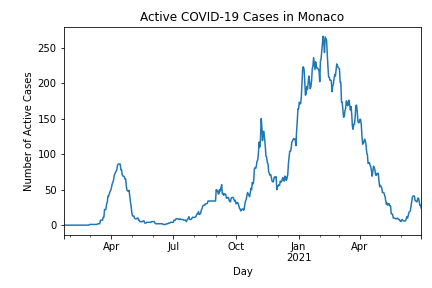 Active COVID-19 Cases in Monaco
Number of Active Cases
250
200
150
100
50
0
Apr
Jul
Oct
Jan
2021
Apr
Day